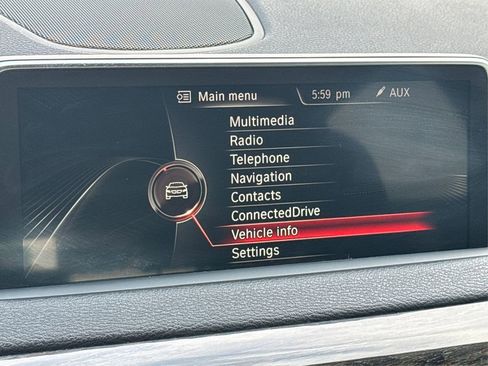 Main menu 5:59 pm AUX
Multimedia
Radio
Telephone
Navigation
Contacts
ConnectedDrive
Vehicle info
Settings